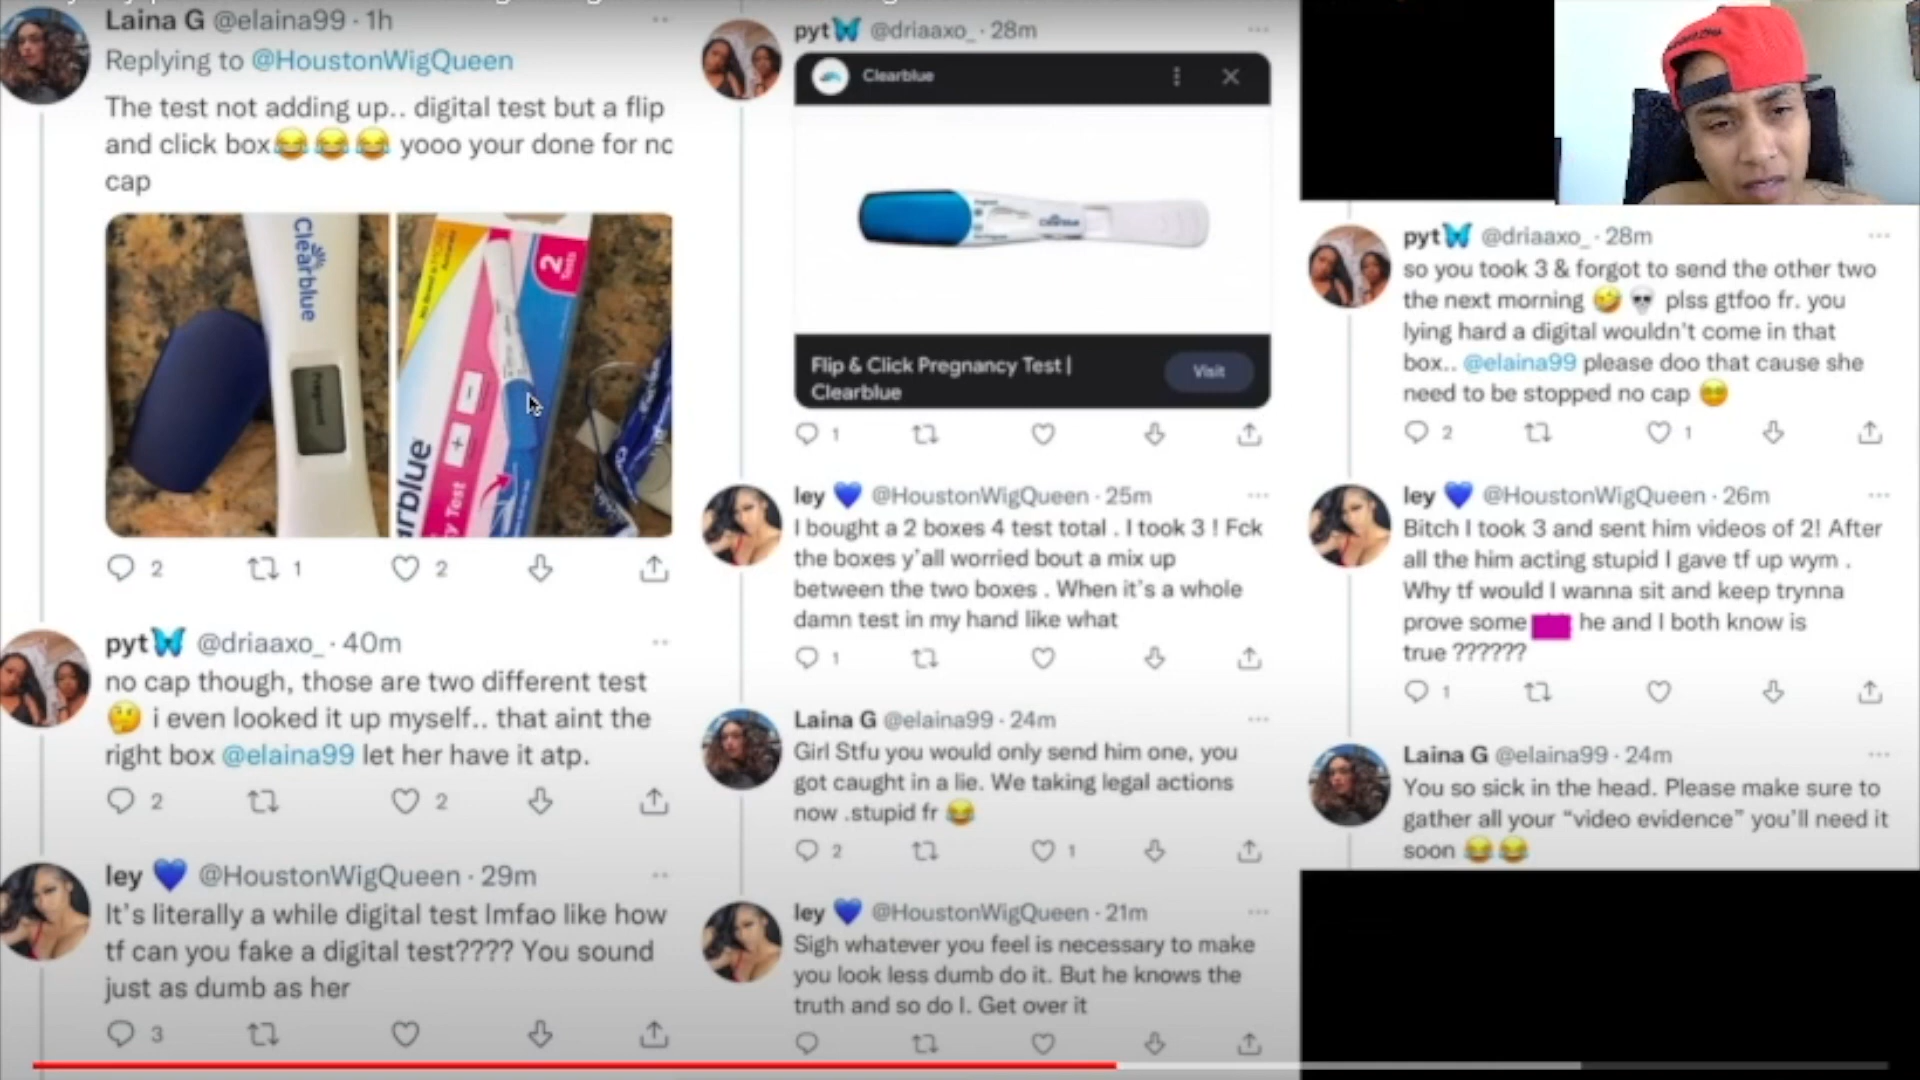 Laina G @elaina99 · 1h
Replying to @HoustonWigQueen
The test not adding up.. digital test but a flip
and click box😂😂😂 yooo your done for no
cap
Clearblue
Pregnant
2
Tests
arblue
y Test
2
1
2
pyt🦋 @driaaxo_ · 40m
no cap though, those are two different test
🤔 i even looked it up myself.. that aint the
right box @elaina99 let her have it atp.
2
2
ley 💙 @HoustonWigQueen · 29m
It's literally a while digital test lmfao like how
tf can you fake a digital test???? You sound
just as dumb as her
3
pyt🦋 @driaaxo_ · 28m
Clearblue
Clearblue
Flip & Click Pregnancy Test |
Clearblue
Visit
1
ley 💙 @HoustonWigQueen · 25m
I bought a 2 boxes 4 test total . I took 3 ! Fck
the boxes y'all worried bout a mix up
between the two boxes . When it's a whole
damn test in my hand like what
1
Laina G @elaina99 · 24m
Girl Stfu you would only send him one, you
got caught in a lie. We taking legal actions
now .stupid fr 😂
2
1
ley 💙 @HoustonWigQueen · 21m
Sigh whatever you feel is necessary to make
you look less dumb do it. But he knows the
truth and so do I. Get over it
pyt🦋 @driaaxo_ · 28m
so you took 3 & forgot to send the other two
the next morning 🤣 💀 plss gtfoo fr. you
lying hard a digital wouldn't come in that
box.. @elaina99 please doo that cause she
need to be stopped no cap 😊
2
1
ley 💙 @HoustonWigQueen · 26m
Bitch I took 3 and sent him videos of 2! After
all the him acting stupid I gave tf up wym .
Why tf would I wanna sit and keep trynna
prove some he and I both know is
true ??????
1
Laina G @elaina99 · 24m
You so sick in the head. Please make sure to
gather all your “video evidence” you'll need it
soon 😂😂